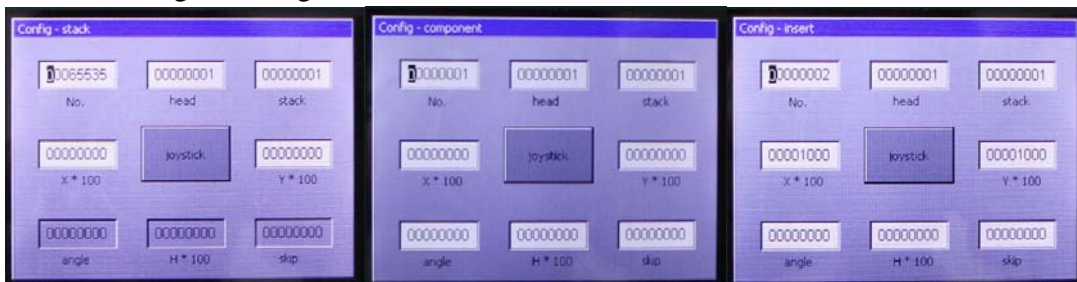 Config - stack
00065535 00000001 00000001
No. head stack
00000000 joystick 00000000
X * 100 Y * 100
00000000 00000000 00000000
angle H * 100 skip
Config - component
00000001 00000001 00000001
No. head stack
00000000 joystick 00000000
X * 100 Y * 100
00000000 00000000 00000000
angle H * 100 skip
Config - insert
00000002 00000001 00000001
No. head stack
00001000 joystick 00001000
X * 100 Y * 100
00000000 00000000 00000000
angle H * 100 skip